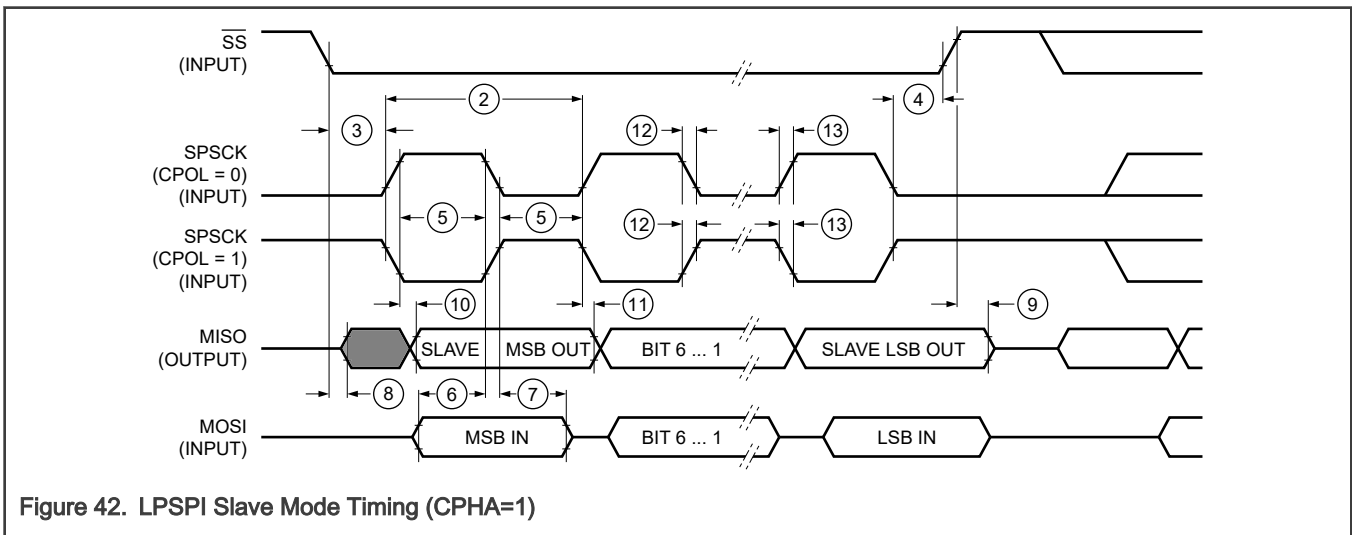 SS
(INPUT)
2
4
3
12
13
SPSCK
(CPOL = 0)
(INPUT)
5
5
12
13
SPSCK
(CPOL = 1)
(INPUT)
10
11
9
MISO
(OUTPUT)
SLAVE
MSB OUT
BIT 6 ... 1
SLAVE LSB OUT
8
6
7
MOSI
(INPUT)
MSB IN
BIT 6 ... 1
LSB IN
Figure 42. LPSPI Slave Mode Timing (CPHA=1)